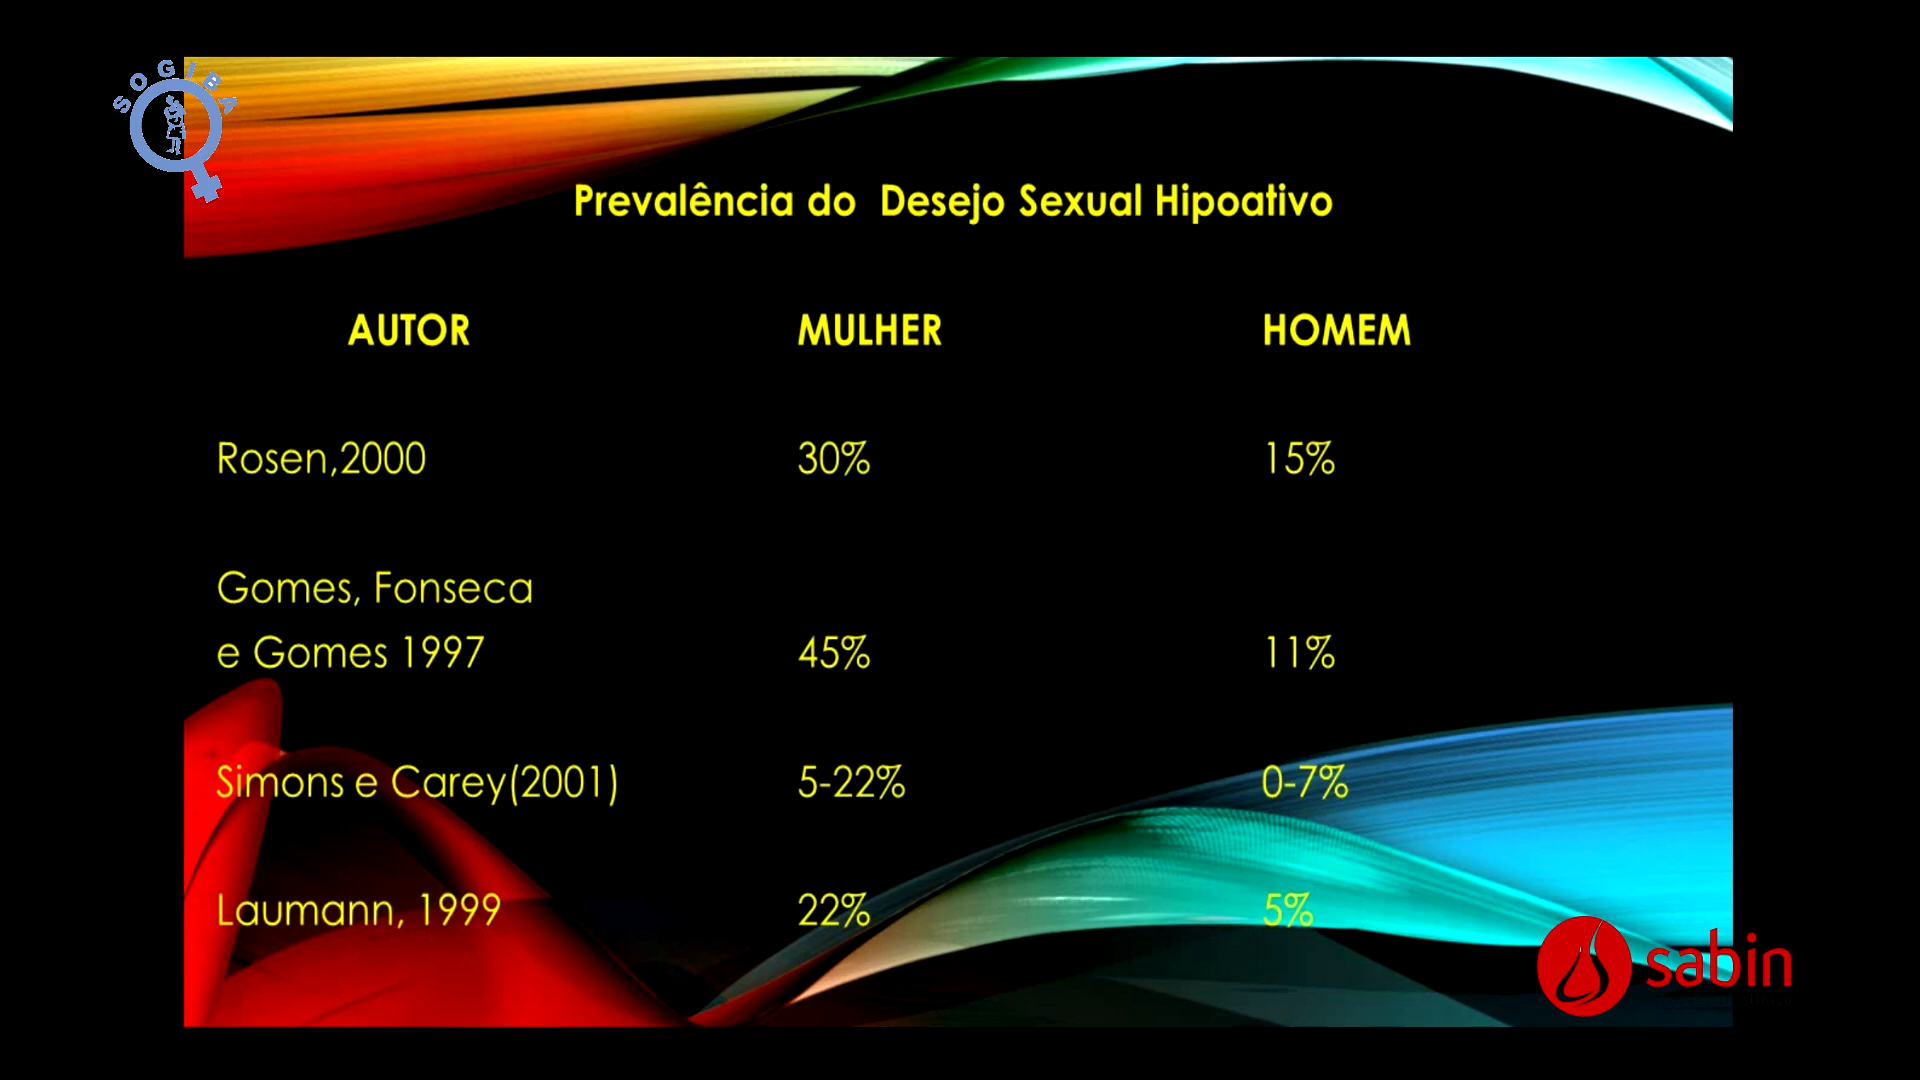 SOGIBA
Prevalência do Desejo Sexual Hipoativo
AUTOR MULHER HOMEM
Rosen,2000 30% 15%
Gomes, Fonseca
e Gomes 1997 45% 11%
Simons e Carey(2001) 5-22% 0-7%
Laumann, 1999 22% 5%
sabin